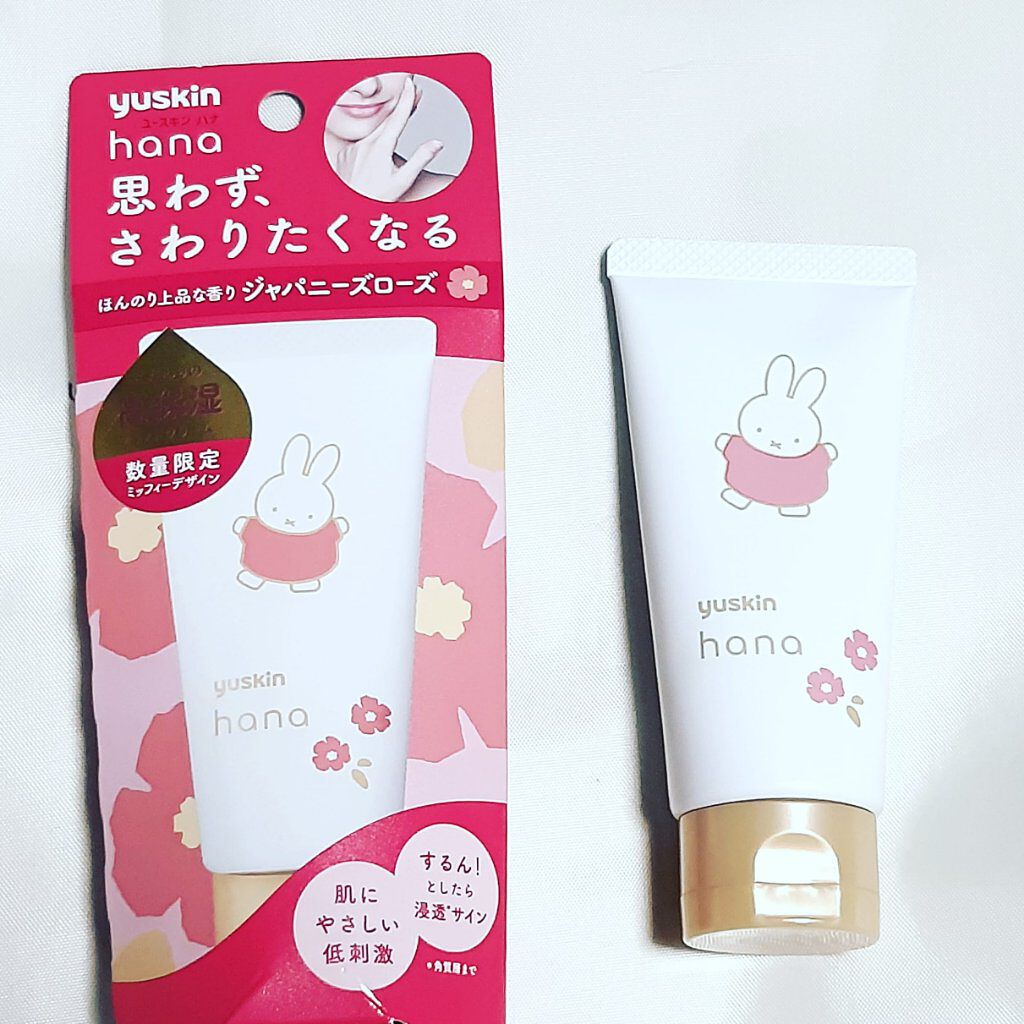 yuskin
ユースキン ハナ
hana
思わず、
さわりたくなる
ほんのり上品な香り ジャパニーズローズ
数量限定
ミッフィーデザイン
yuskin
hana
肌に
やさしい
低刺激
するん!
としたら
浸透*サイン
*角質層まで
yuskin
hana